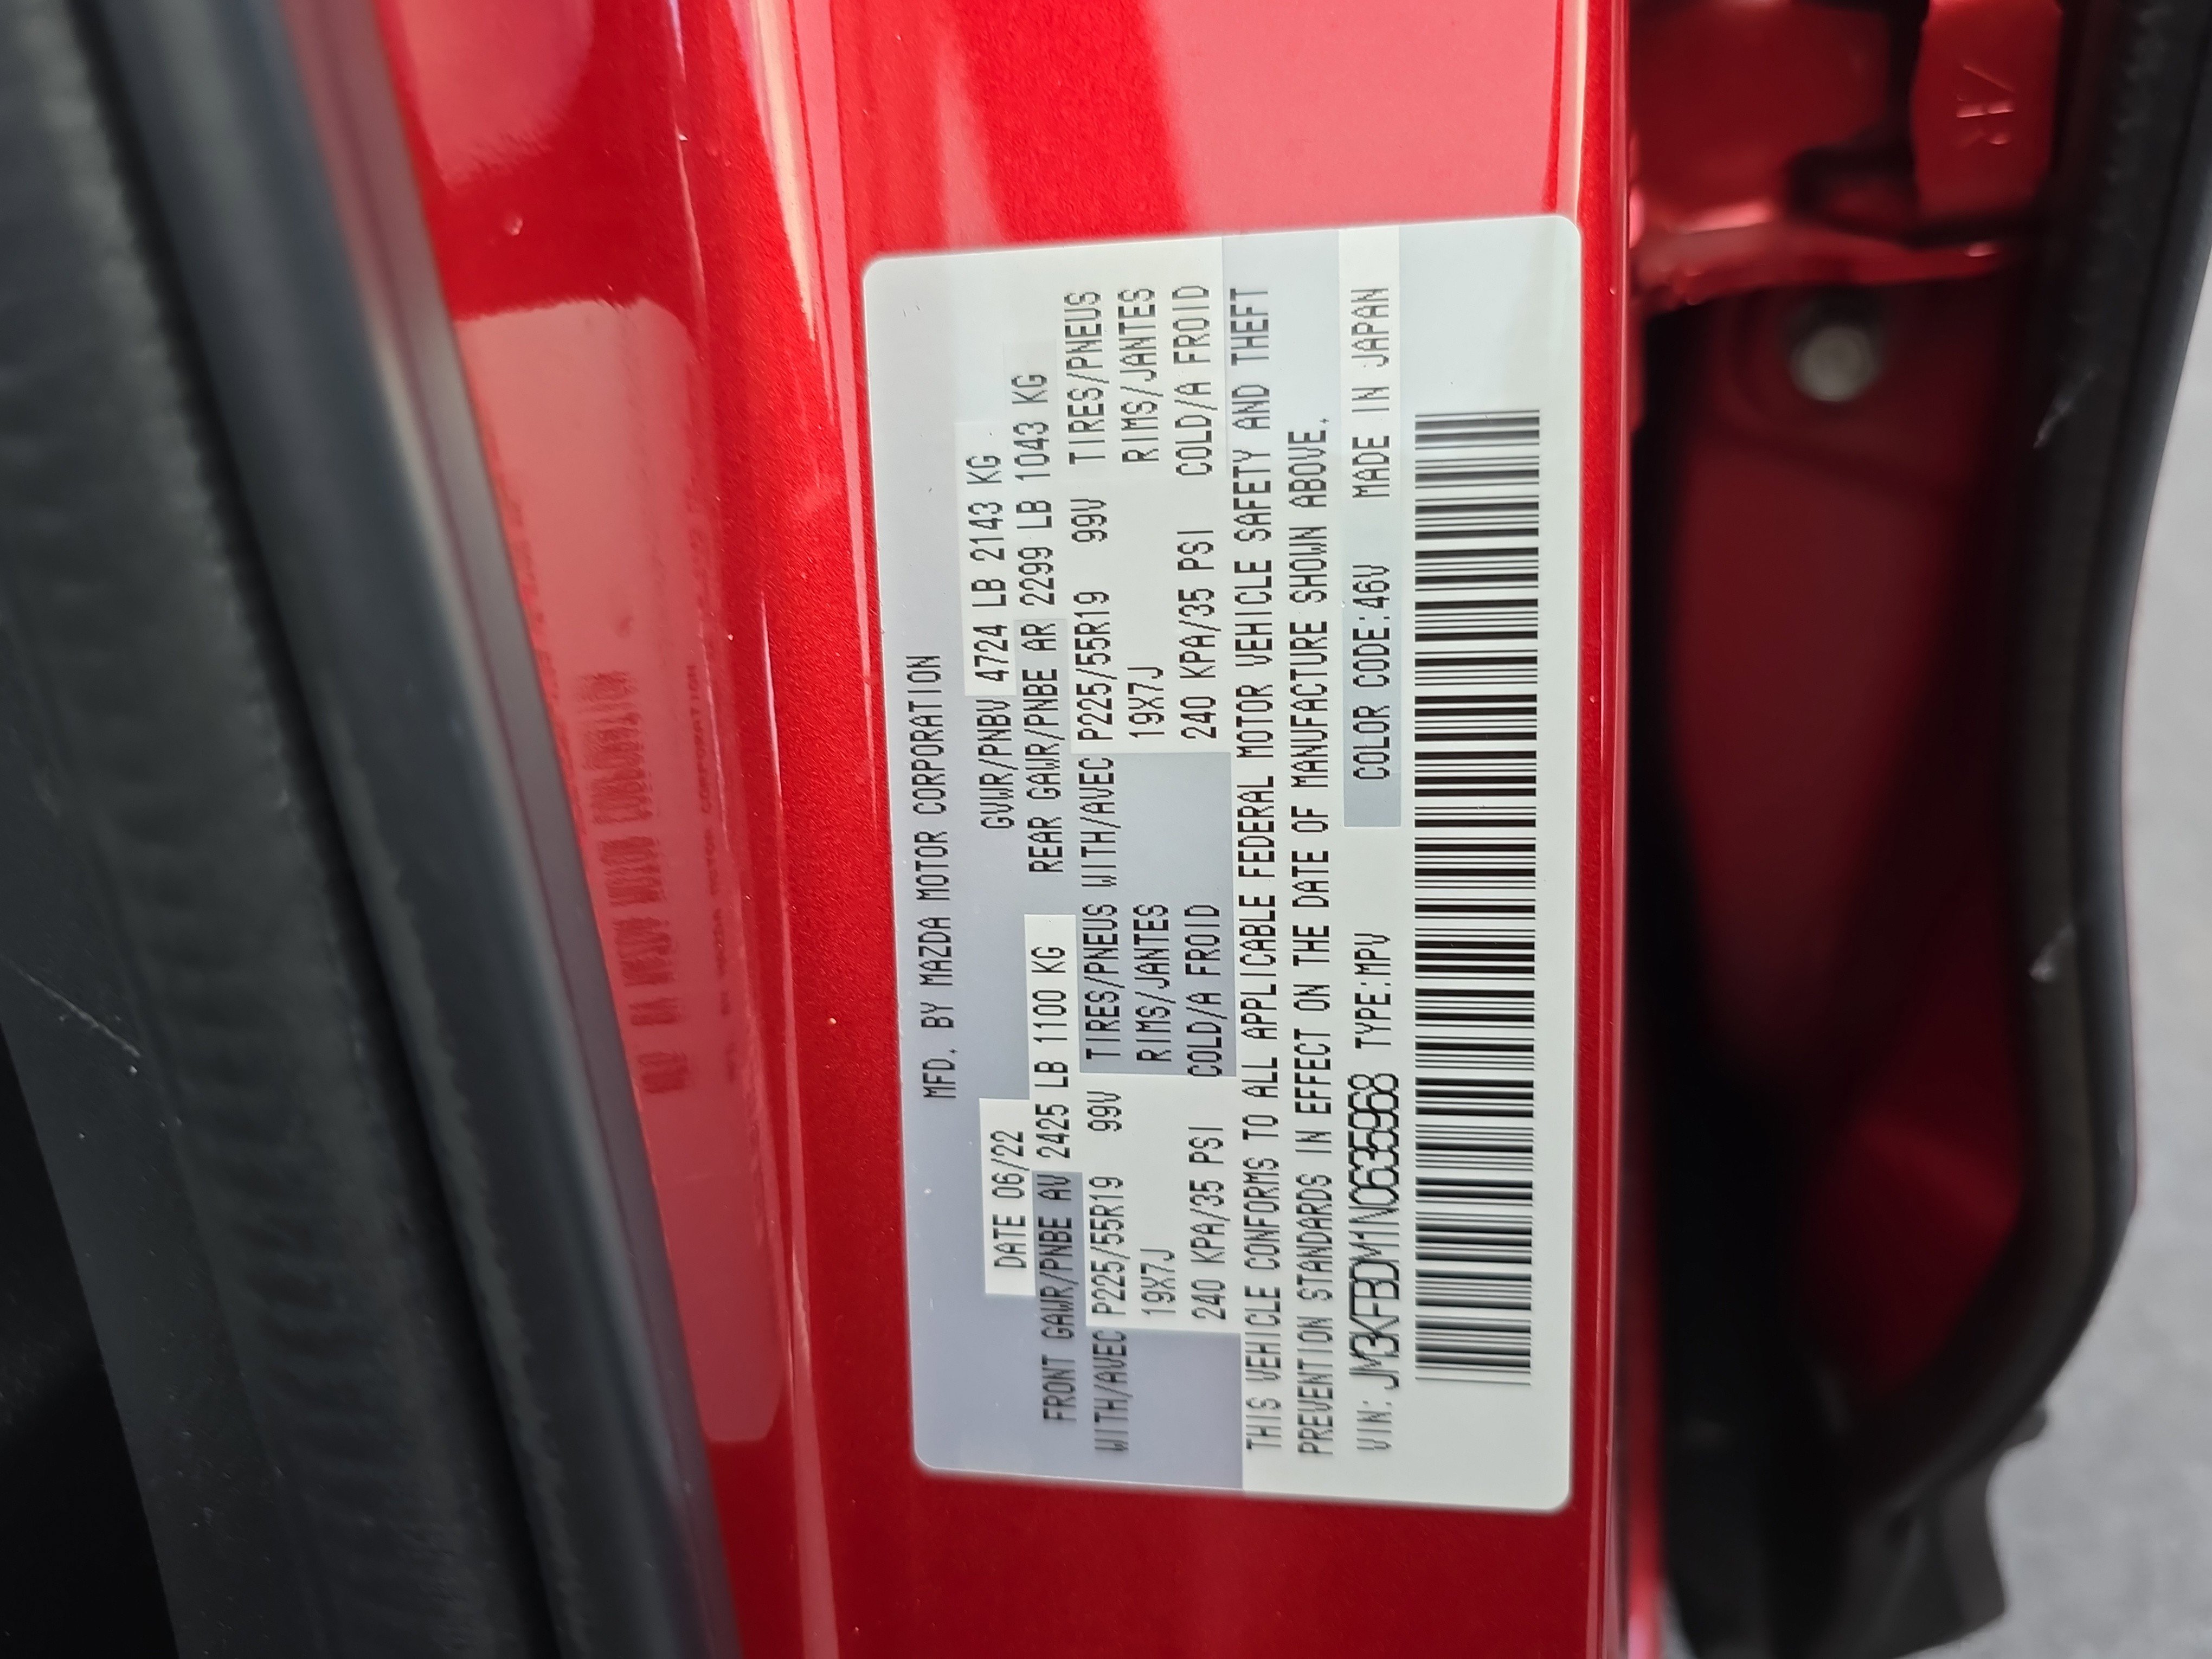 MFD. BY MAZDA MOTOR CORPORATION
DATE 06/22 GVWR/PNBV 4724 LB 2143 KG
FRONT GAWR/PNBE AV 2425 LB 1100 KG REAR GAWR/PNBE AR 2299 LB 1043 KG
WITH/AVEC P225/55R19 99V TIRES/PNEUS WITH/AVEC P225/55R19 99V TIRES/PNEUS
19X7J RIMS/JANTES 19X7J RIMS/JANTES
240 KPA/35 PSI COLD/A FROID 240 KPA/35 PSI COLD/A FROID
THIS VEHICLE CONFORMS TO ALL APPLICABLE FEDERAL MOTOR VEHICLE SAFETY AND THEFT
PREVENTION STANDARDS IN EFFECT ON THE DATE OF MANUFACTURE SHOWN ABOVE.
VIN: JM3KFBDM1N0635968 TYPE:MPV COLOR CODE:46V MADE IN JAPAN